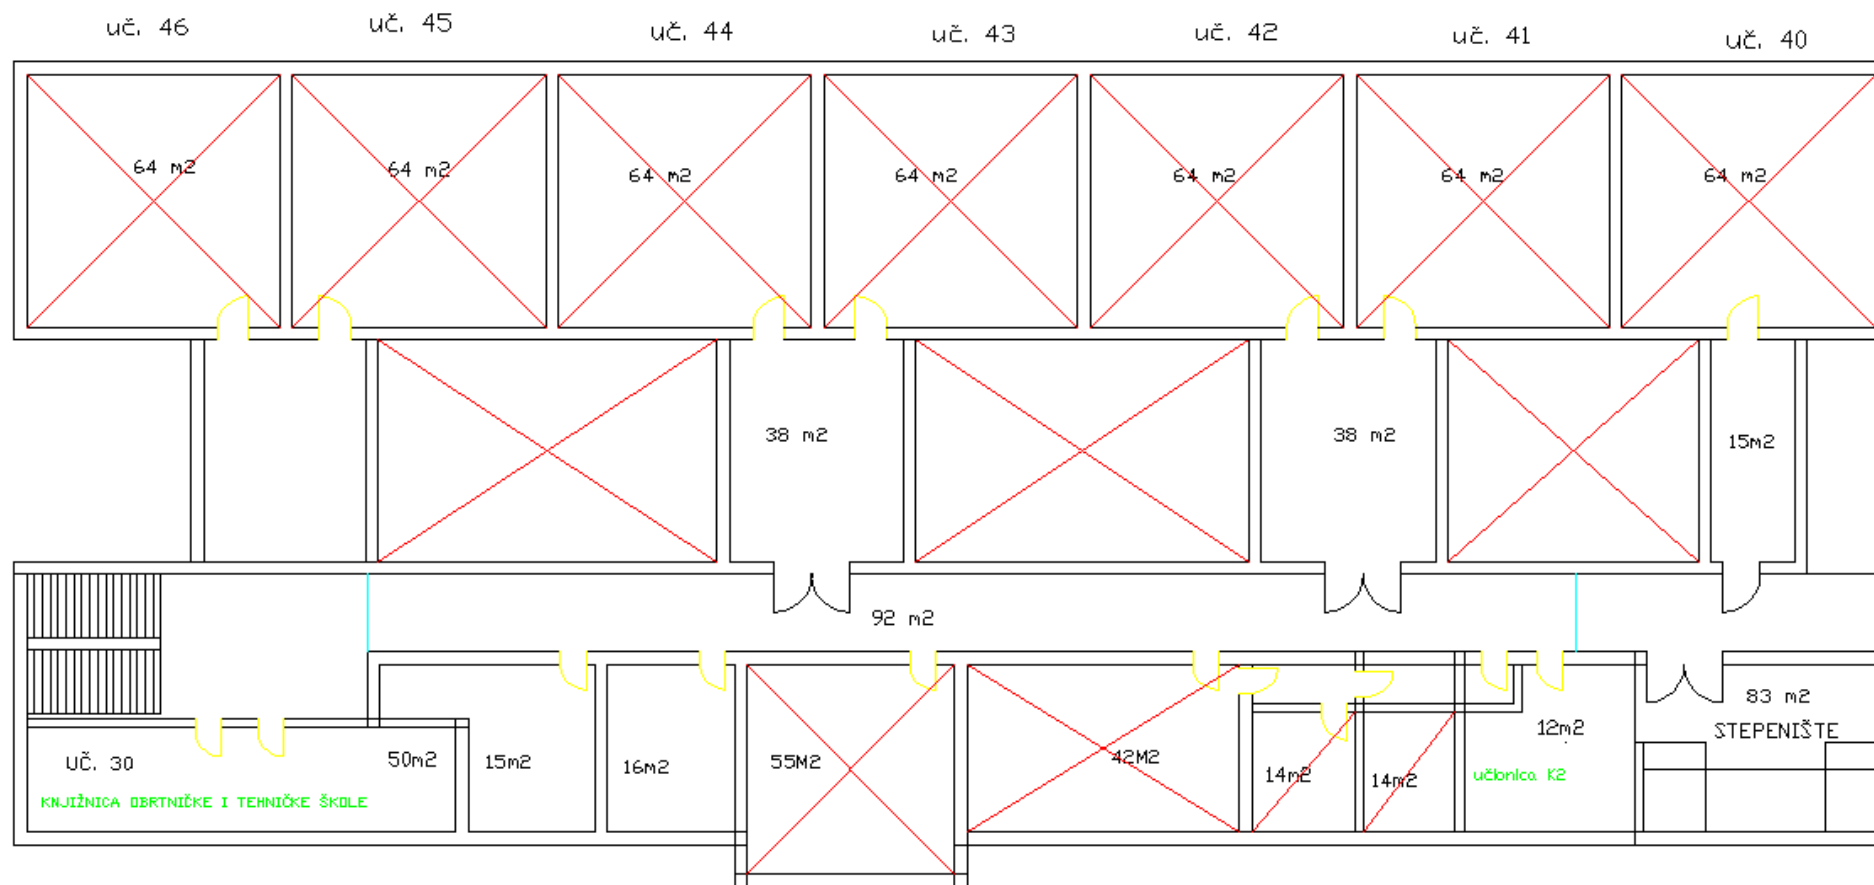 uč. 46
uč. 45
uč. 44
uč. 43
uč. 42
uč. 41
uč. 40
64 m2
64 m2
64 m2
64 m2
64 m2
64 m2
64 m2
38 m2
38 m2
15m2
92 m2
83 m2
STEPENIŠTE
12m2
UČ. 30
50m2
15m2
16m2
55M2
42M2
14m2
14m2
učionica K2
KNJIŽNICA OBRTNIČKE I TEHNIČKE ŠKOLE